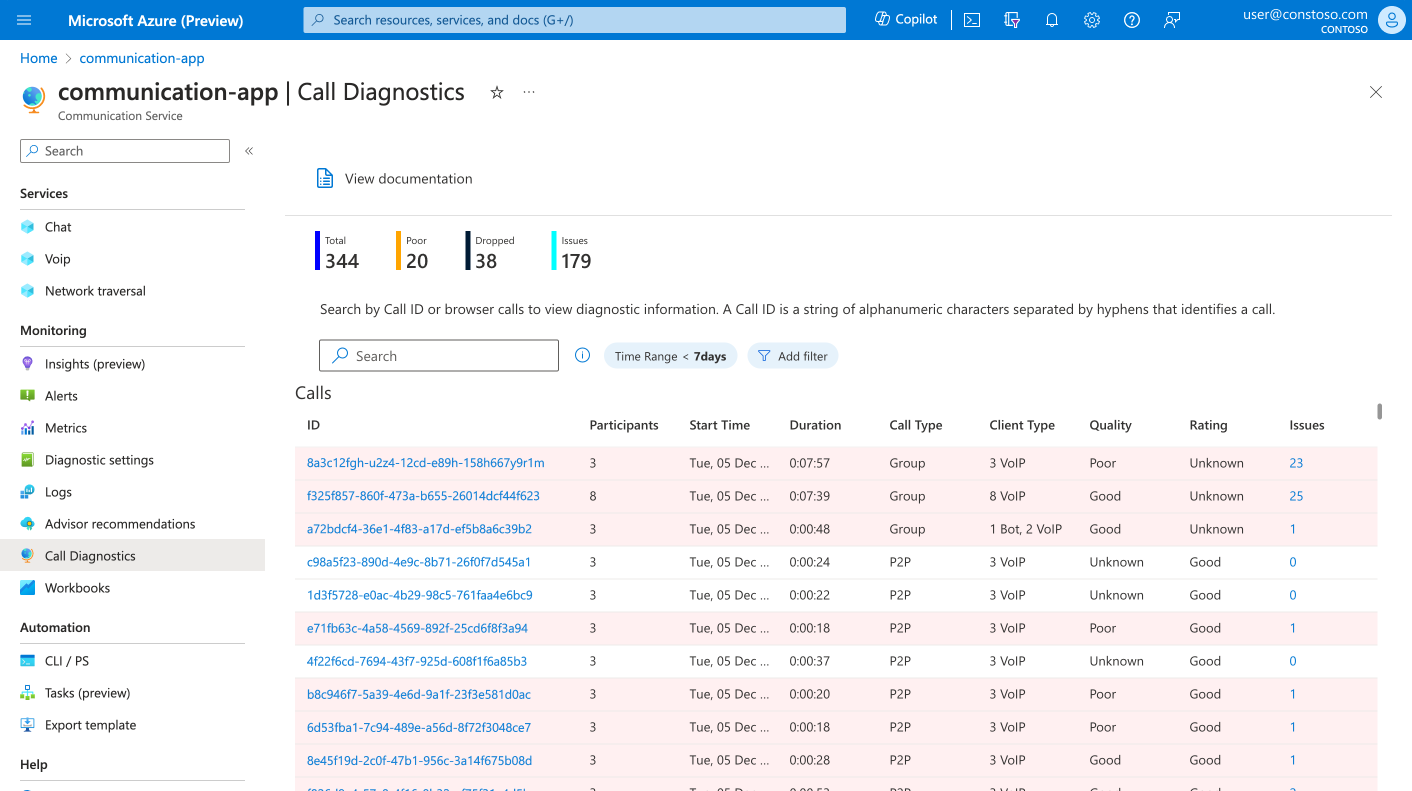 Microsoft Azure (Preview)
Search resources, services, and docs (G+/)
Copilot
user@constoso.com
CONTOSO
Home > communication-app
communication-app | Call Diagnostics
Communication Service
Search
Services
Chat
Voip
Network traversal
Monitoring
Insights (preview)
Alerts
Metrics
Diagnostic settings
Logs
Advisor recommendations
Call Diagnostics
Workbooks
Automation
CLI / PS
Tasks (preview)
Export template
Help
View documentation
Total Poor Dropped Issues
344 20 38 179
Search by Call ID or browser calls to view diagnostic information. A Call ID is a string of alphanumeric characters separated by hyphens that identifies a call.
Search Time Range < 7days Add filter
Calls
ID Participants Start Time Duration Call Type Client Type Quality Rating Issues
8a3c12fgh-u2z4-12cd-e89h-158h667y9r1m 3 Tue, 05 Dec ... 0:07:57 Group 3 VoIP Poor Unknown 23
f325f857-860f-473a-b655-26014dcf44f623 8 Tue, 05 Dec ... 0:07:39 Group 8 VoIP Good Unknown 25
a72bdcf4-36e1-4f83-a17d-ef5b8a6c39b2 3 Tue, 05 Dec ... 0:00:48 Group 1 Bot, 2 VoIP Good Unknown 1
c98a5f23-890d-4e9c-8b71-26f0f7d545a1 3 Tue, 05 Dec ... 0:00:24 P2P 3 VoIP Unknown Good 0
1d3f5728-e0ac-4b29-98c5-761faa4e6bc9 3 Tue, 05 Dec ... 0:00:22 P2P 3 VoIP Unknown Good 0
e71fb63c-4a58-4569-892f-25cd6f8f3a94 3 Tue, 05 Dec ... 0:00:18 P2P 3 VoIP Poor Good 1
4f22f6cd-7694-43f7-925d-608f1f6a85b3 3 Tue, 05 Dec ... 0:00:37 P2P 3 VoIP Unknown Good 0
b8c946f7-5a39-4e6d-9a1f-23f3e581d0ac 3 Tue, 05 Dec ... 0:00:20 P2P 3 VoIP Poor Good 1
6d53fba1-7c94-489e-a56d-8f72f3048ce7 3 Tue, 05 Dec ... 0:00:18 P2P 3 VoIP Poor Good 1
8e45f19d-2c0f-47b1-956c-3a14f675b08d 3 Tue, 05 Dec ... 0:00:28 P2P 3 VoIP Good Good 1